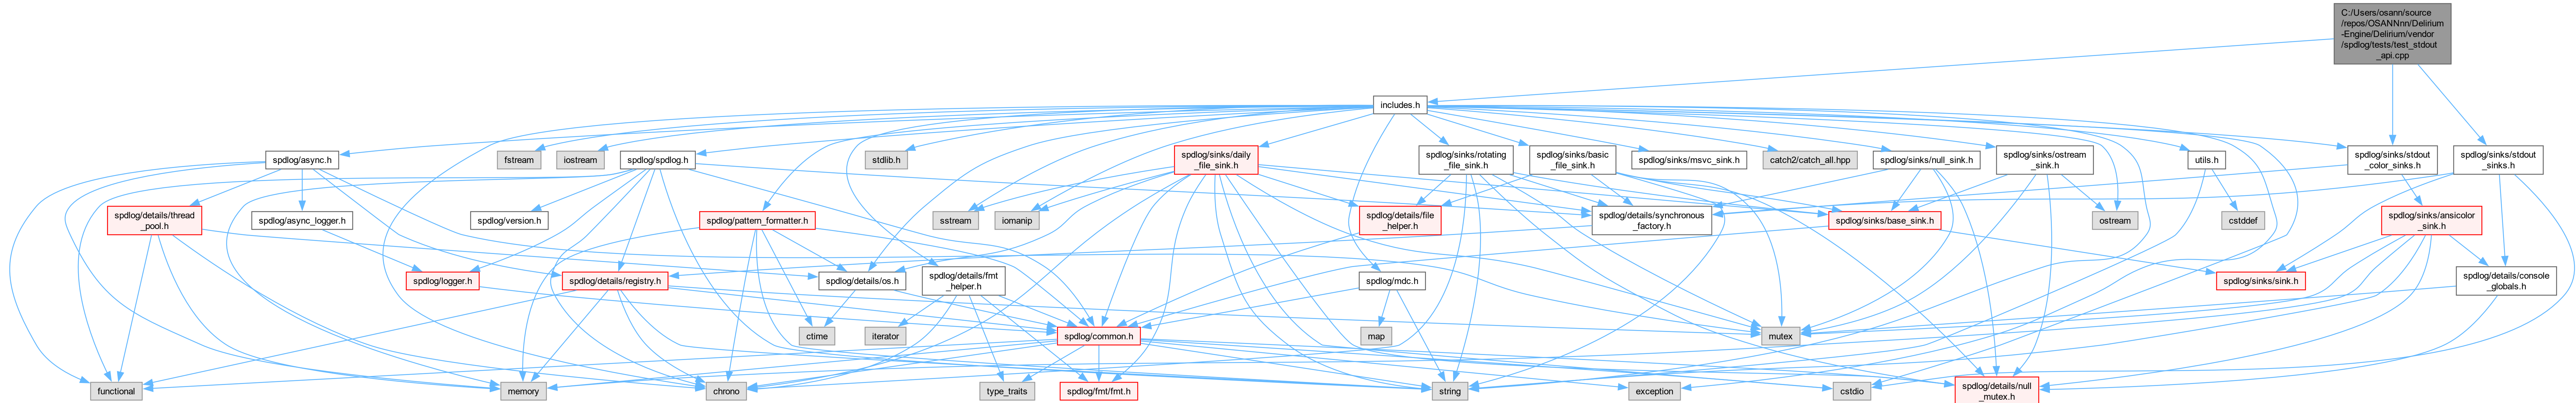 C:/Users/osann/source
/repos/OSANNnn/Delirium
-Engine/Delirium/vendor
/spdlog/tests/test_stdout
_api.cpp
includes.h
spdlog/async.h
fstream
iostream
spdlog/spdlog.h
stdlib.h
spdlog/sinks/daily
_file_sink.h
spdlog/sinks/rotating
_file_sink.h
spdlog/sinks/basic
_file_sink.h
spdlog/sinks/msvc_sink.h
catch2/catch_all.hpp
spdlog/sinks/null_sink.h
spdlog/sinks/ostream
_sink.h
utils.h
spdlog/sinks/stdout
_color_sinks.h
spdlog/sinks/stdout
_sinks.h
spdlog/details/thread
_pool.h
spdlog/async_logger.h
spdlog/version.h
spdlog/pattern_formatter.h
sstream
iomanip
spdlog/details/file
_helper.h
spdlog/details/synchronous
_factory.h
spdlog/sinks/base_sink.h
ostream
cstddef
spdlog/sinks/ansicolor
_sink.h
spdlog/logger.h
spdlog/details/registry.h
spdlog/details/os.h
spdlog/details/fmt
_helper.h
spdlog/mdc.h
spdlog/sinks/sink.h
spdlog/details/console
_globals.h
ctime
iterator
spdlog/common.h
map
mutex
functional
memory
chrono
type_traits
spdlog/fmt/fmt.h
string
exception
cstdio
spdlog/details/null
_mutex.h